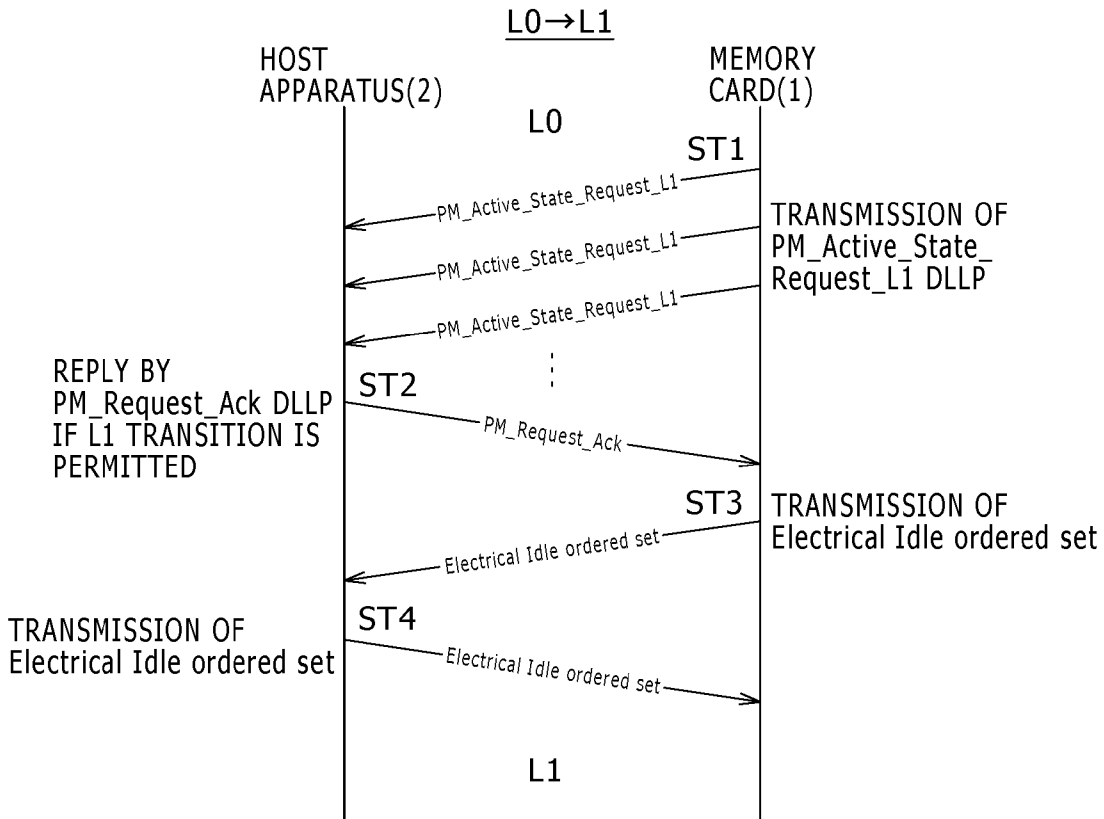 L0→L1
HOST
APPARATUS(2)
MEMORY
CARD(1)
L0
ST1
PM_Active_State_Request_L1
TRANSMISSION OF
PM_Active_State_
Request_L1 DLLP
PM_Active_State_Request_L1
PM_Active_State_Request_L1
REPLY BY
PM_Request_Ack DLLP
IF L1 TRANSITION IS
PERMITTED
ST2
PM_Request_Ack
ST3
TRANSMISSION OF
Electrical Idle ordered set
Electrical Idle ordered set
ST4
TRANSMISSION OF
Electrical Idle ordered set
Electrical Idle ordered set
L1